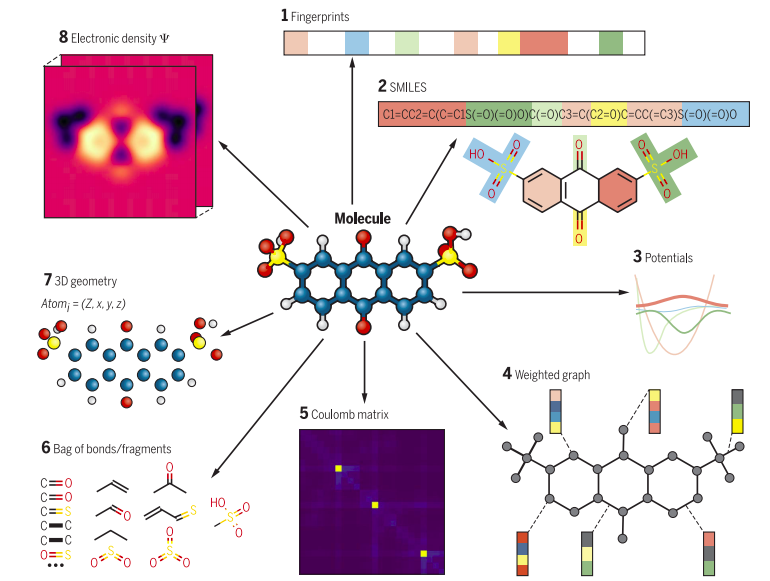 1 Fingerprints
8 Electronic density Ψ
2 SMILES
C1=CC2=C(C=C1S(=O)(=O)O)C(=O)C3=C(C2=O)C=CC(=C3)S(=O)(=O)O
HO
O
O
S
O
O
O
S
O
OH
O
Molecule
3 Potentials
7 3D geometry
Atomi = (Z, x, y, z)
4 Weighted graph
5 Coulomb matrix
6 Bag of bonds/fragments
C=O
C=O
C=S
C C
C C
O=S
•••
O
O
S
O S O
O
O S O
HO
O
S
O